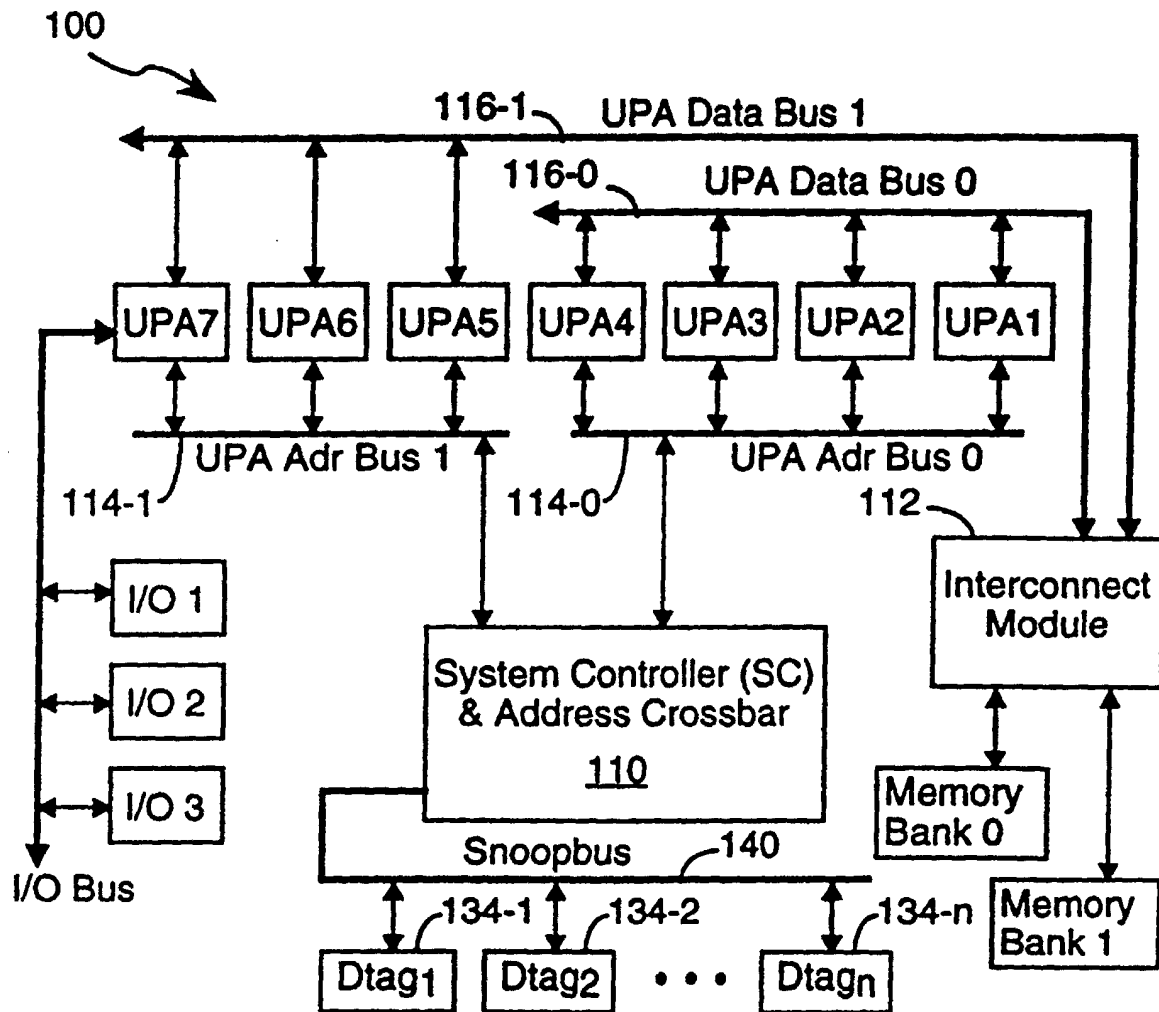 100
116-1
UPA Data Bus 1
116-0
UPA Data Bus 0
UPA7
UPA6
UPA5
UPA4
UPA3
UPA2
UPA1
UPA Adr Bus 1
UPA Adr Bus 0
114-1
114-0
112
Interconnect
Module
I/O 1
I/O 2
I/O 3
I/O Bus
System Controller (SC)
& Address Crossbar
110
Memory
Bank 0
Memory
Bank 1
Snoopbus
140
134-1
134-2
134-n
Dtag1
Dtag2
• • •
Dtagn